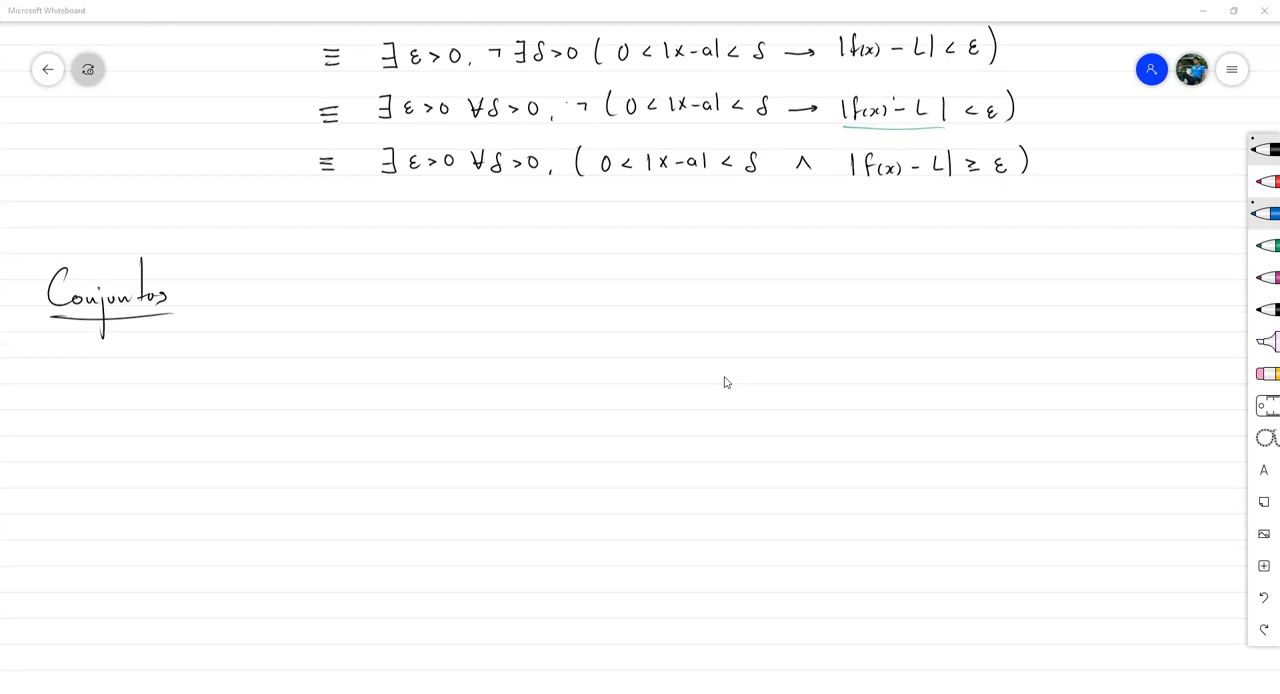 Microsoft Whiteboard
≡ ∃ ε > 0, ¬ ∃ δ > 0 ( 0 < |x-a| < δ → |f(x) - L| < ε )
≡ ∃ ε > 0 ∀ δ > 0, ¬ ( 0 < |x-a| < δ → |f(x) - L| < ε )
≡ ∃ ε > 0 ∀ δ > 0, ( 0 < |x-a| < δ ∧ |f(x) - L| ≥ ε )
Conjuntos
A